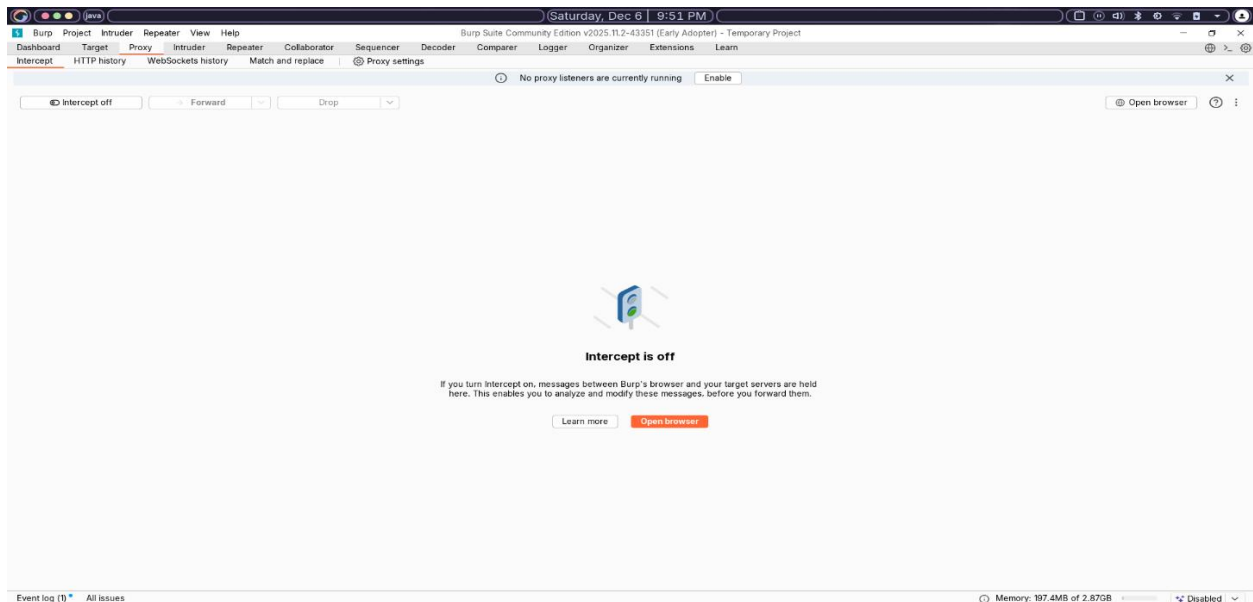 (java) Saturday, Dec 6 | 9:51 PM
Burp Project Intruder Repeater View Help Burp Suite Community Edition v2025.11.2-43351 (Early Adopter) - Temporary Project
Dashboard Target Proxy Intruder Repeater Collaborator Sequencer Decoder Comparer Logger Organizer Extensions Learn
Intercept HTTP history WebSockets history Match and replace Proxy settings
No proxy listeners are currently running Enable
Intercept off Forward Drop Open browser
Intercept is off
If you turn Intercept on, messages between Burp's browser and your target servers are held
here. This enables you to analyze and modify these messages, before you forward them.
Learn more Open browser
Event log (1) All issues Memory: 197.4MB of 2.87GB Disabled